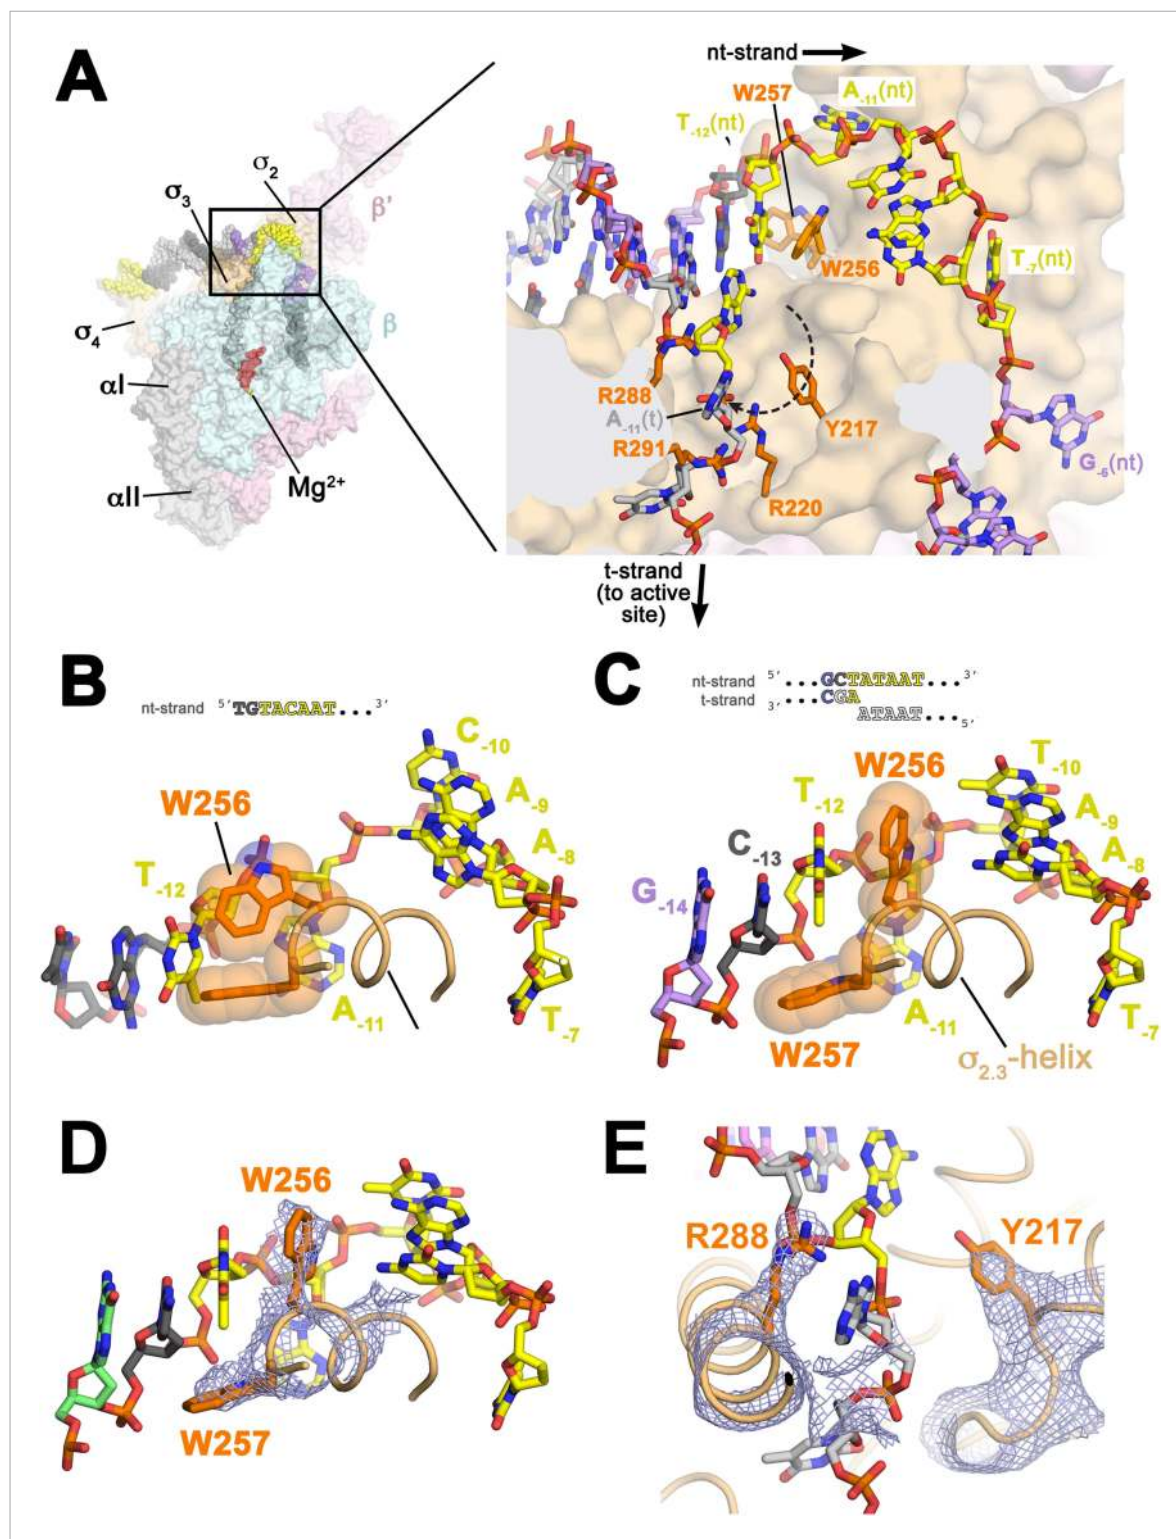 A
σ₂
σ₃
β'
β
σ₄
αI
αII
Mg²⁺
nt-strand
W257
A₋₁₁(nt)
T₋₁₂(nt)
W256
T₋₇(nt)
R288
A₋₁₁(t)
R291
Y217
R220
G₋₆(nt)
t-strand
(to active
site)
B
nt-strand 5′TGTACAAT...3′
C₋₁₀
A₋₉
W256
A₋₈
T₋₁₂
A₋₁₁
T₋₇
C
nt-strand 5′...GCTATAAT...3′
t-strand 3′...CGA
ATAAT...5′
W256
T₋₁₀
T₋₁₂
A₋₉
C₋₁₃
A₋₈
G₋₁₄
A₋₁₁
T₋₇
W257
σ₂.₃-helix
D
W256
W257
E
R288
Y217